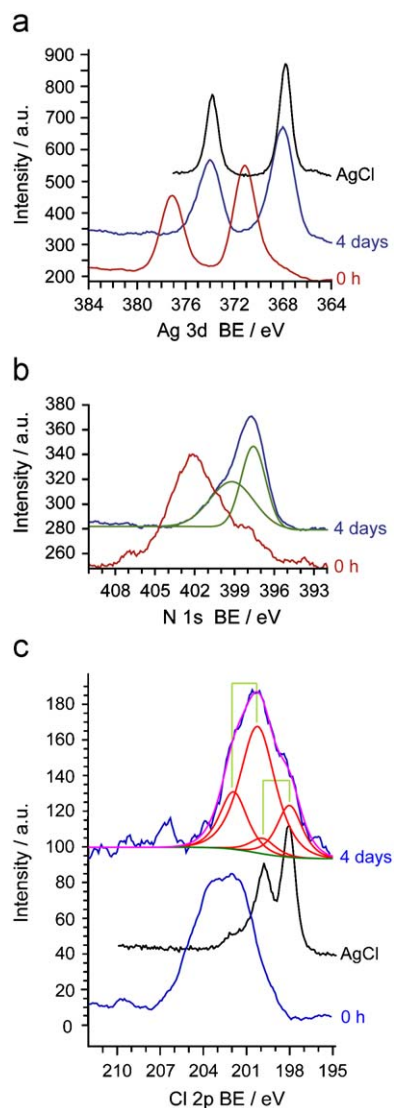 a
Intensity / a.u.
900
800
700
600
500
400
300
200
AgCl
4 days
0 h
384 380 376 372 368 364
Ag 3d BE / eV
b
Intensity / a.u.
380
360
340
320
300
280
260
4 days
0 h
408 405 402 399 396 393
N 1s BE / eV
c
Intensity / a.u.
180
160
140
120
100
80
60
40
20
0
4 days
AgCl
0 h
210 207 204 201 198 195
Cl 2p BE / eV